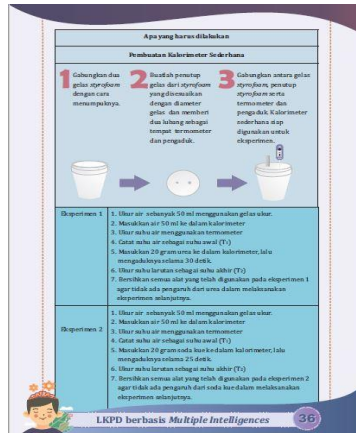 Apa yang harus dilakukan
Pembuatan Kalorimeter Sederhana
1 Gabungkan dua
gelas styrofoam
dengan cara
menumpuknya.
2 Buatlah penutup
gelas dari styrofoam
yang disesuaikan
dengan diameter
gelas dan memberi
dua lubang sebagai
tempat termometer
dan pengaduk.
3 Gabungkan antara gelas
styrofoam, penutup
styrofoam serta
termometer dan
pengaduk. Kalorimeter
sederhana siap
digunakan untuk
eksperimen.
Eksperimen 1
1. Ukur air sebanyak 50 ml menggunakan gelas ukur.
2. Masukkan air 50 ml ke dalam kalorimeter
3. Ukur suhu air menggunakan termometer
4. Catat suhu air sebagai suhu awal (T₁)
5. Masukkan 20 gram urea ke dalam kalorimeter, lalu
mengaduknya selama 30 detik.
6. Ukur suhu larutan sebagai suhu akhir (T₂)
7. Bersihkan semua alat yang telah digunakan pada eksperimen 1
agar tidak ada pengaruh dari urea dalam melaksanakan
eksperimen selanjutnya.
Eksperimen 2
1. Ukur air sebanyak 50 ml menggunakan gelas ukur.
2. Masukkan air 50 ml ke dalam kalorimeter
3. Ukur suhu air menggunakan termometer
4. Catat suhu air sebagai suhu awal (T₁)
5. Masukkan 20 gram soda kue ke dalam kalorimeter, lalu
mengaduknya selama 25 detik.
6. Ukur suhu larutan sebagai suhu akhir (T₂)
7. Bersihkan semua alat yang telah digunakan pada eksperimen 2
agar tidak ada pengaruh dari soda kue dalam melaksanakan
eksperimen selanjutnya.
LKPD berbasis Multiple Intelligences 36